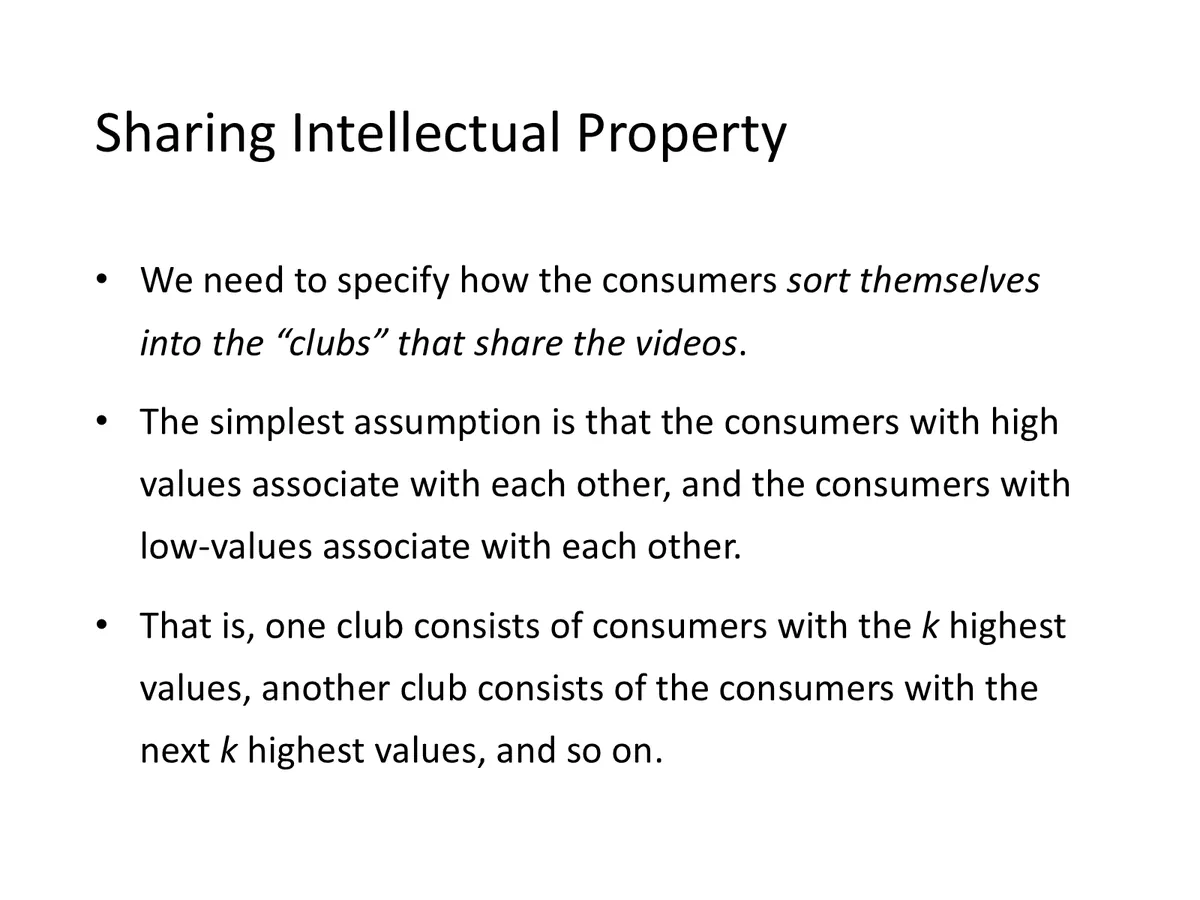 Sharing Intellectual Property
• We need to specify how the consumers sort themselves
into the “clubs” that share the videos.
• The simplest assumption is that the consumers with high
values associate with each other, and the consumers with
low-values associate with each other.
• That is, one club consists of consumers with the k highest
values, another club consists of the consumers with the
next k highest values, and so on.